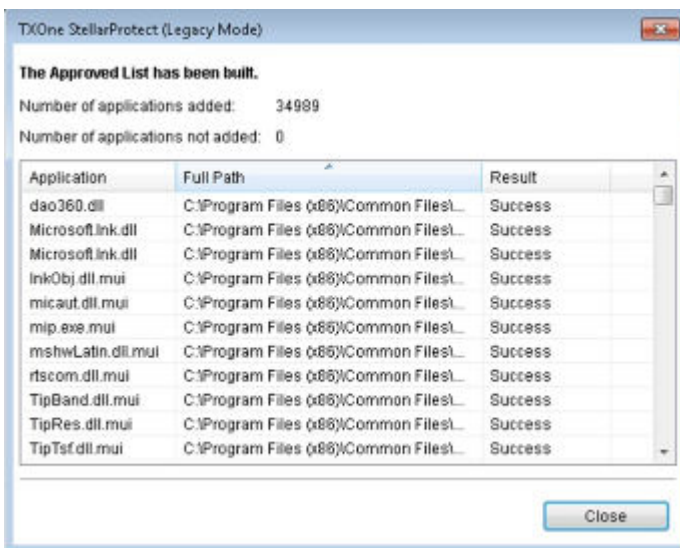 TXOne StellarProtect (Legacy Mode)
The Approved List has been built.
Number of applications added: 34989
Number of applications not added: 0
Application Full Path Result
dao360.dll C:\Program Files (x86)\Common Files\... Success
Microsoft.Ink.dll C:\Program Files (x86)\Common Files\... Success
Microsoft.Ink.dll C:\Program Files (x86)\Common Files\... Success
InkObj.dll.mui C:\Program Files (x86)\Common Files\... Success
micaut.dll.mui C:\Program Files (x86)\Common Files\... Success
mip.exe.mui C:\Program Files (x86)\Common Files\... Success
mshwLatin.dll.mui C:\Program Files (x86)\Common Files\... Success
rtscom.dll.mui C:\Program Files (x86)\Common Files\... Success
TipBand.dll.mui C:\Program Files (x86)\Common Files\... Success
TipRes.dll.mui C:\Program Files (x86)\Common Files\... Success
TipTsf.dll.mui C:\Program Files (x86)\Common Files\... Success
Close